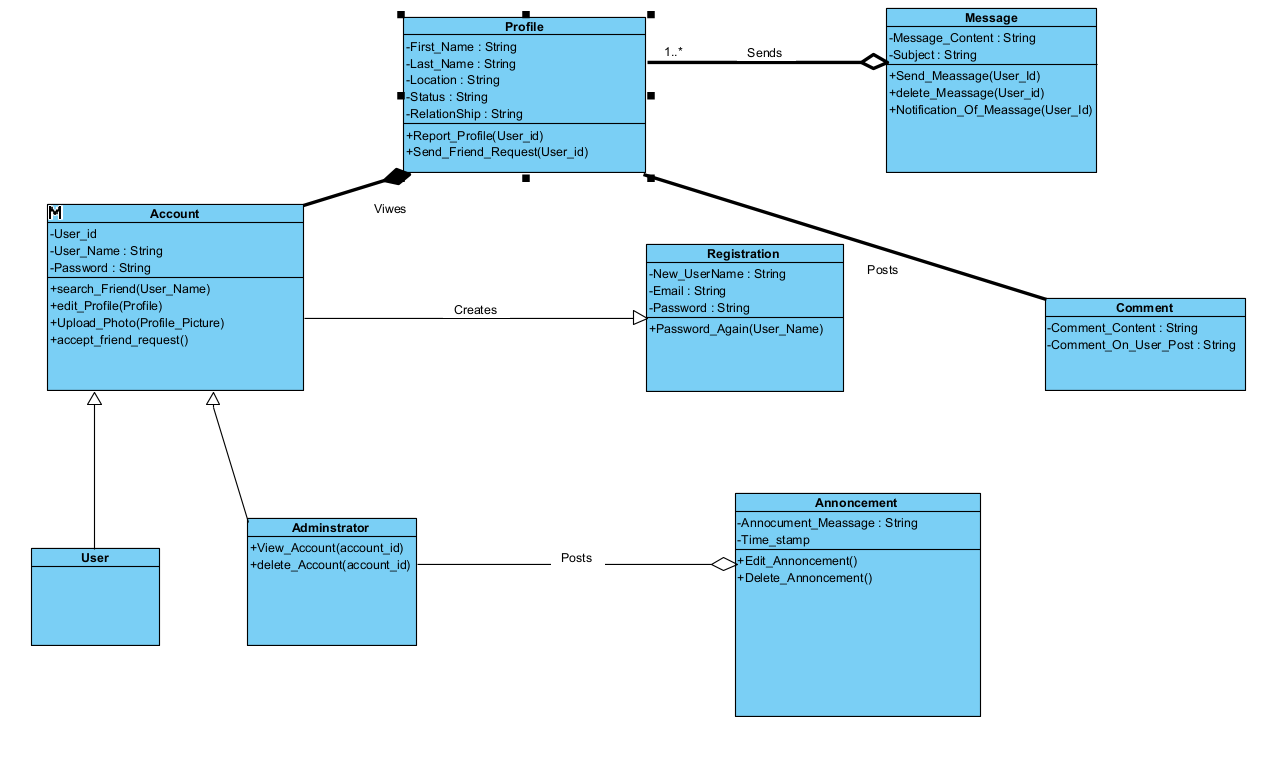 Profile
-First_Name : String
-Last_Name : String
-Location : String
-Status : String
-RelationShip : String
+Report_Profile(User_id)
+Send_Friend_Request(User_id)
1..*
Sends
Message
-Message_Content : String
-Subject : String
+Send_Meassage(User_Id)
+delete_Meassage(User_id)
+Notification_Of_Meassage(User_Id)
Viwes
Account
-User_id
-User_Name : String
-Password : String
+search_Friend(User_Name)
+edit_Profile(Profile)
+Upload_Photo(Profile_Picture)
+accept_friend_request()
Creates
Registration
-New_UserName : String
-Email : String
-Password : String
+Password_Again(User_Name)
Posts
Comment
-Comment_Content : String
-Comment_On_User_Post : String
User
Adminstrator
+View_Account(account_id)
+delete_Account(account_id)
Posts
Annoncement
-Annocument_Meassage : String
-Time_stamp
+Edit_Annoncement()
+Delete_Annoncement()